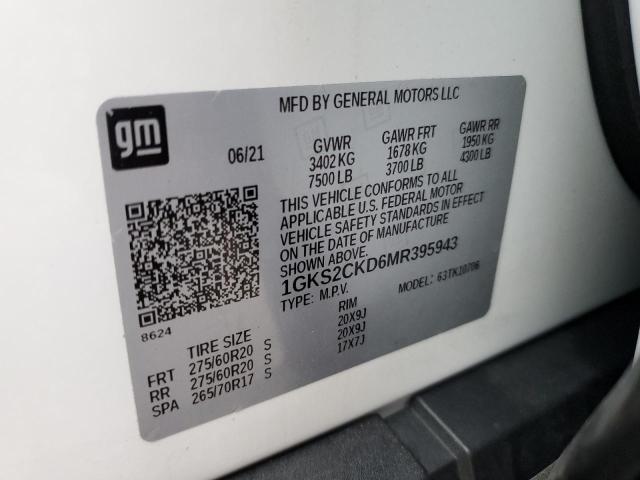 gm
MFD BY GENERAL MOTORS LLC
06/21
GVWR
3402 KG
7500 LB
GAWR FRT
1678 KG
3700 LB
GAWR RR
1950 KG
4300 LB
THIS VEHICLE CONFORMS TO ALL
APPLICABLE U.S. FEDERAL MOTOR
VEHICLE SAFETY STANDARDS IN EFFECT
ON THE DATE OF MANUFACTURE
SHOWN ABOVE.
1GKS2CKD6MR395943
TYPE: M.P.V.
MODEL: 63TK10706
8624
TIRE SIZE RIM
FRT 275/60R20 S 20X9J
RR 275/60R20 S 20X9J
SPA 265/70R17 S 17X7J